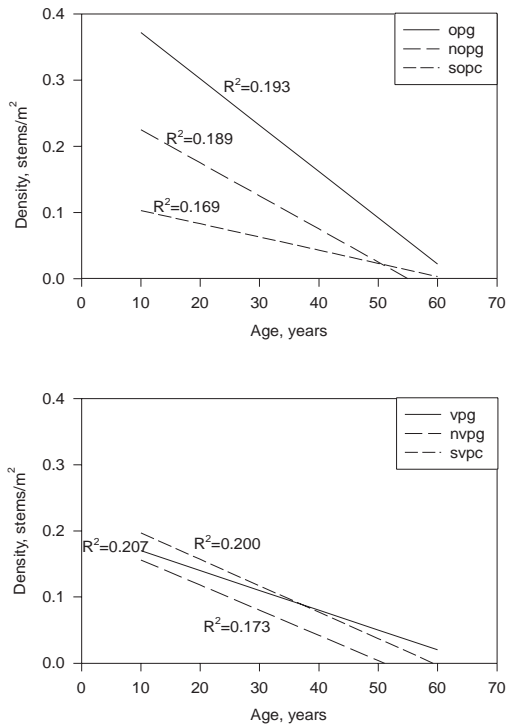 0.4
opg
nopg
sopc
0.3
R²=0.193
R²=0.189
0.2
R²=0.169
0.1
0.0
Density, stems/m²
0 10 20 30 40 50 60 70
Age, years
0.4
vpg
nvpg
svpc
0.3
0.2
R²=0.207
R²=0.200
0.1
R²=0.173
0.0
Density, stems/m²
0 10 20 30 40 50 60 70
Age, years